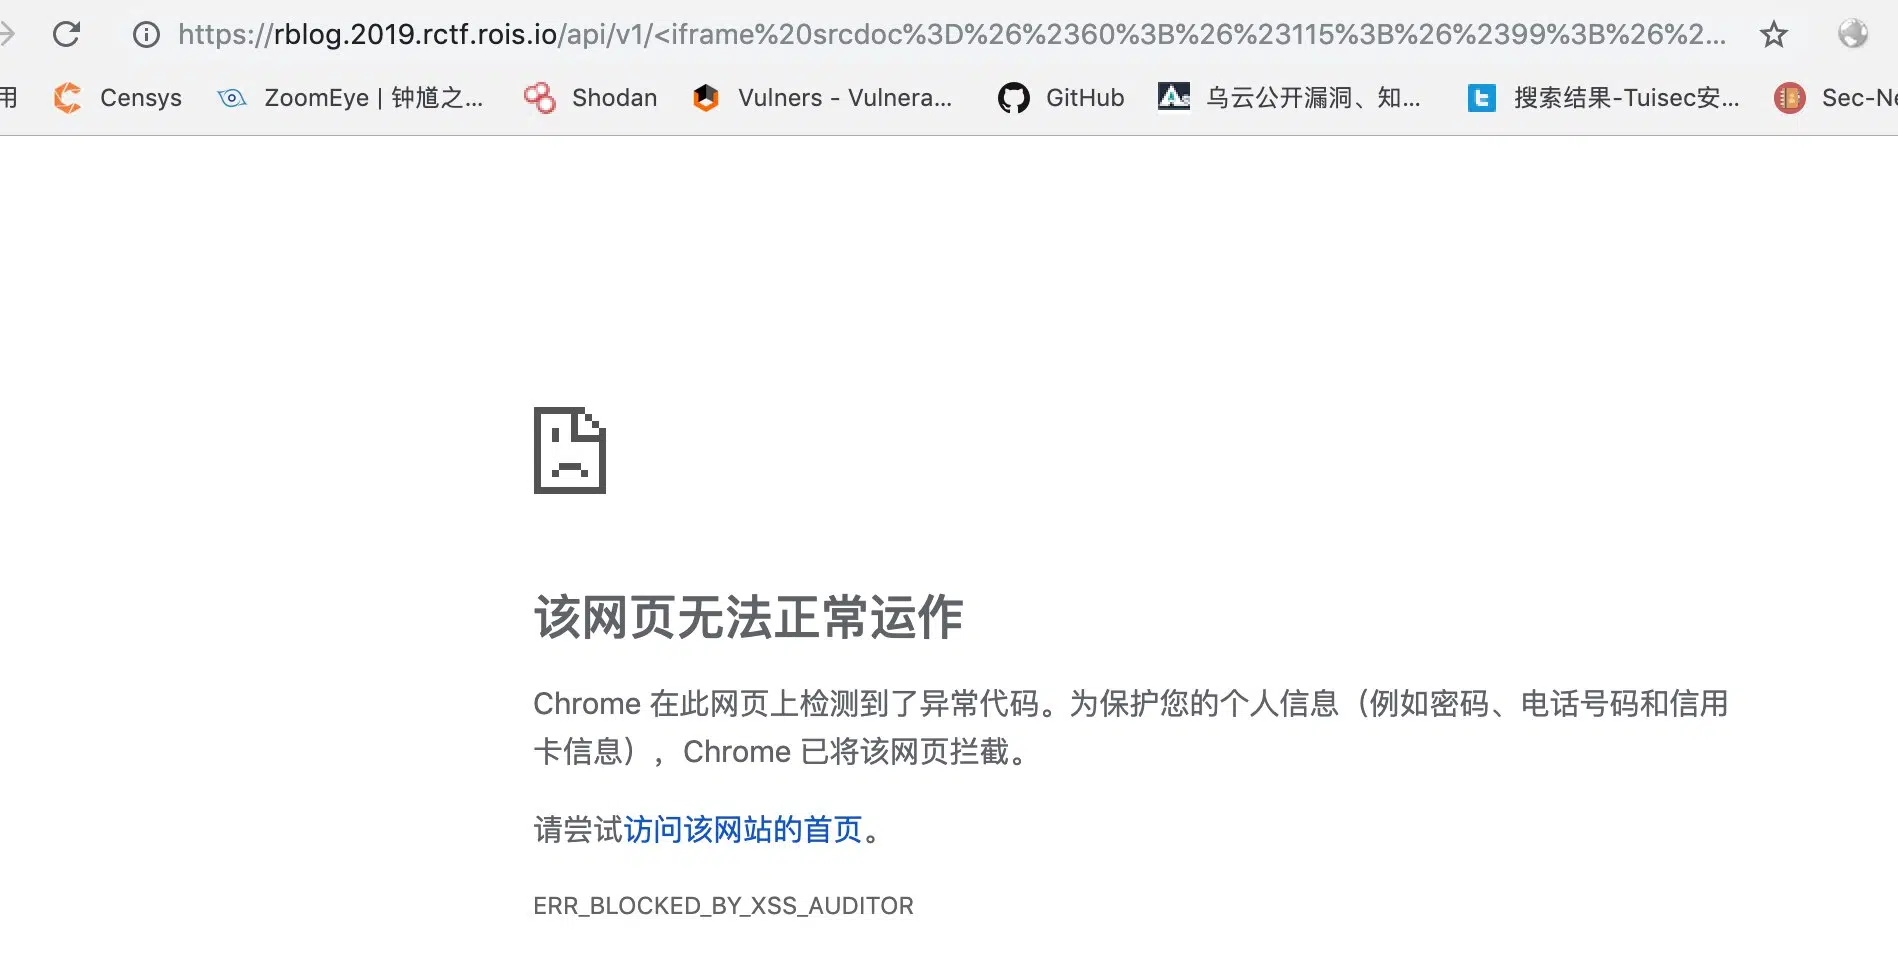 https://rblog.2019.rctf.rois.io/api/v1/<iframe%20srcdoc%3D%26%2360%3B%26%23115%3B%26%2399%3B%26%2...
用 Censys ZoomEye | 钟馗之... Shodan Vulners - Vulnera... GitHub 乌云公开漏洞、知... 搜索结果-Tuisec安... Sec-Ne
该网页无法正常运作
Chrome 在此网页上检测到了异常代码。为保护您的个人信息（例如密码、电话号码和信用
卡信息），Chrome 已将该网页拦截。
请尝试访问该网站的首页。
ERR_BLOCKED_BY_XSS_AUDITOR